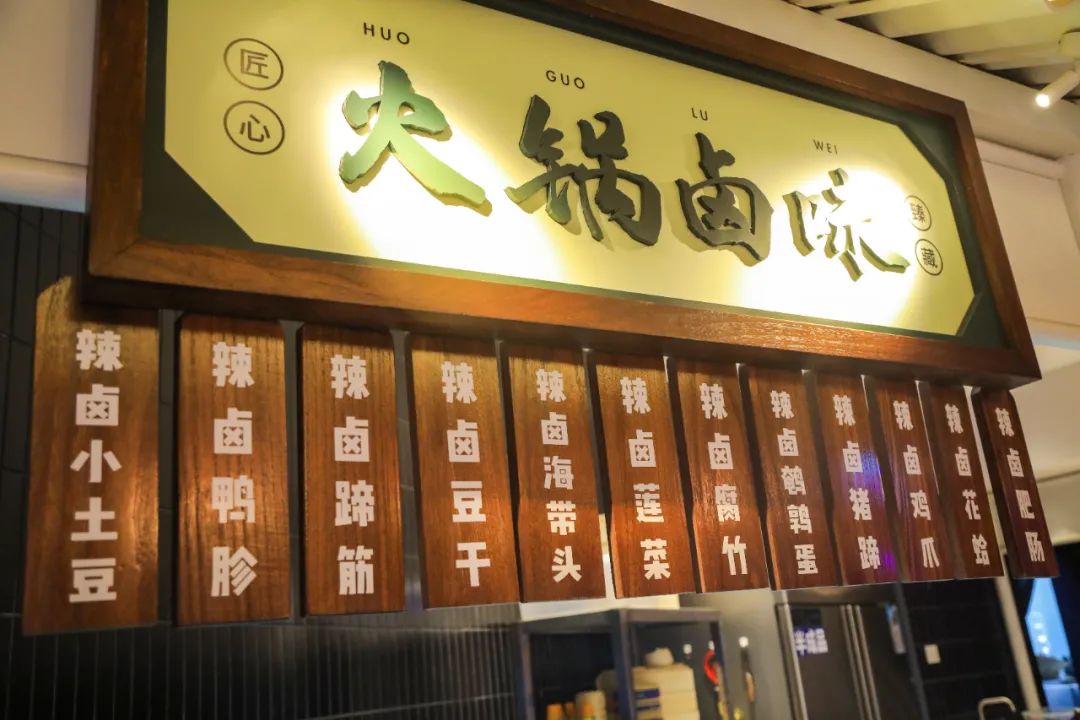 匠心
HUO GUO LU WEI
火锅卤味
臻藏
辣卤小土豆
辣卤鸭胗
辣卤蹄筋
辣卤豆干
辣卤海带头
辣卤莲菜
辣卤腐竹
辣卤鹌鹑蛋
辣卤猪蹄
辣卤鸡爪
辣卤花蛤
辣卤肥肠
半成品